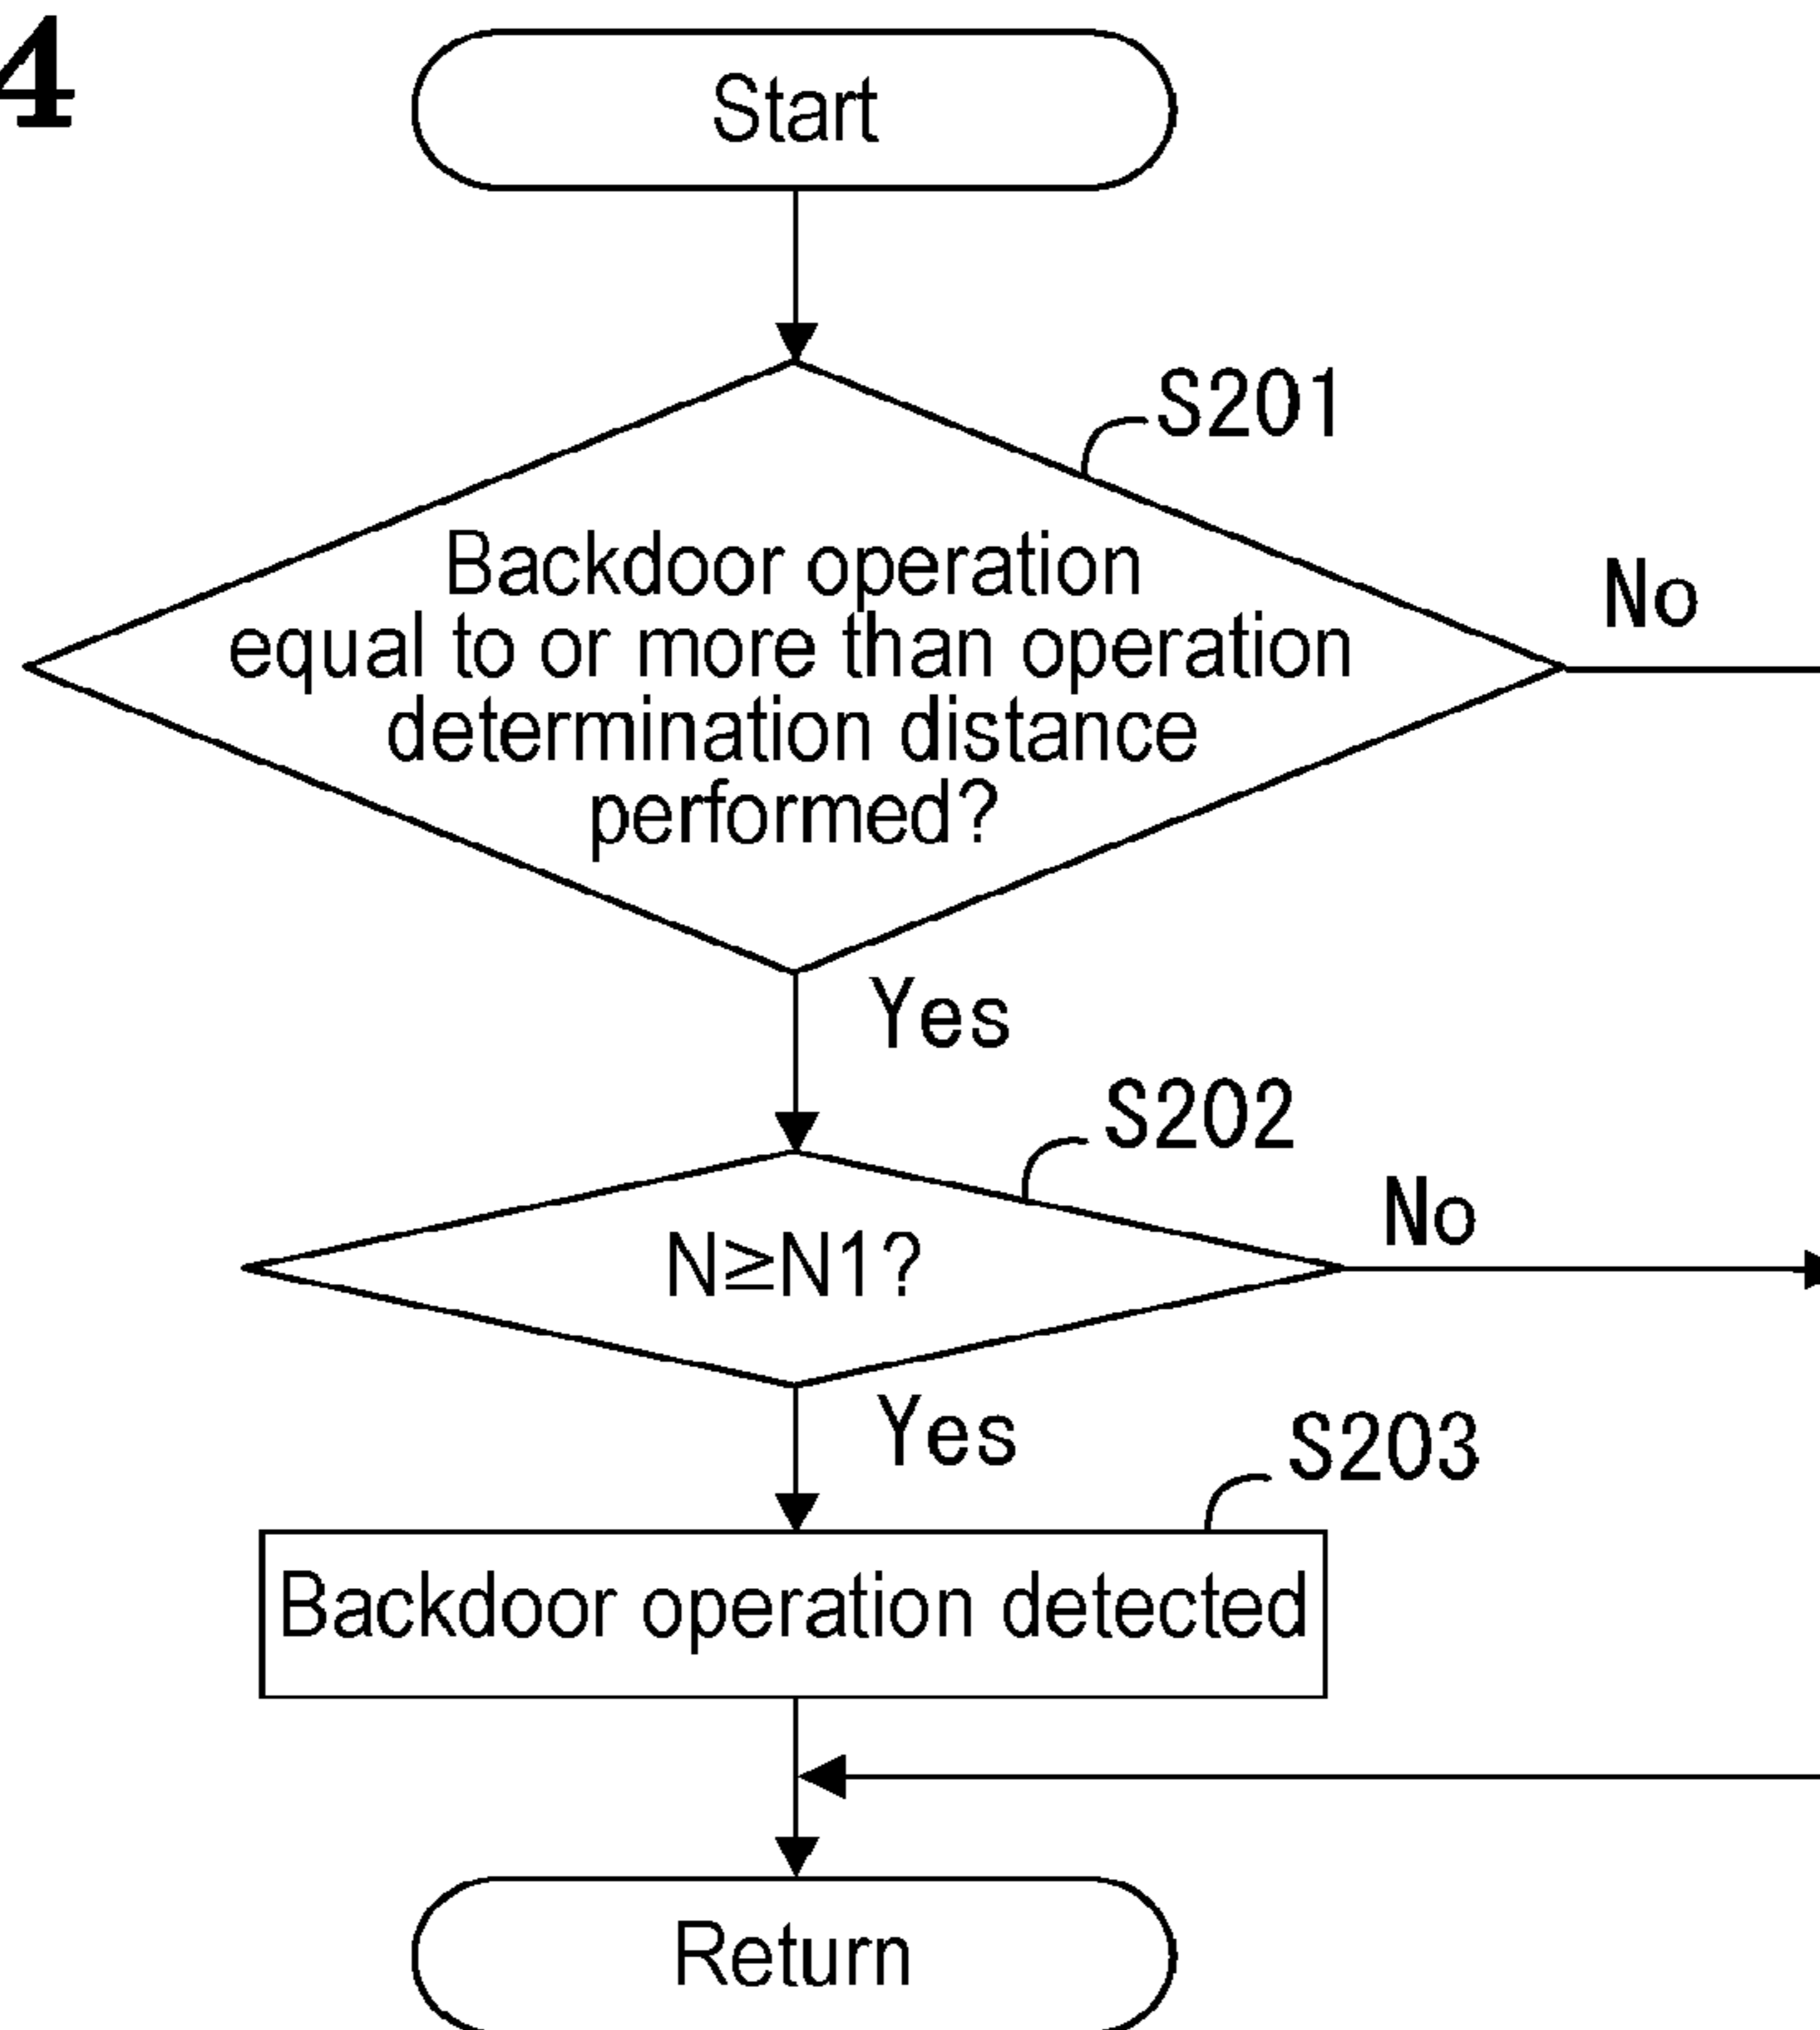 4
Start
S201
Backdoor operation
equal to or more than operation
determination distance
performed?
No
Yes
S202
N≥N1?
No
Yes
S203
Backdoor operation detected
Return